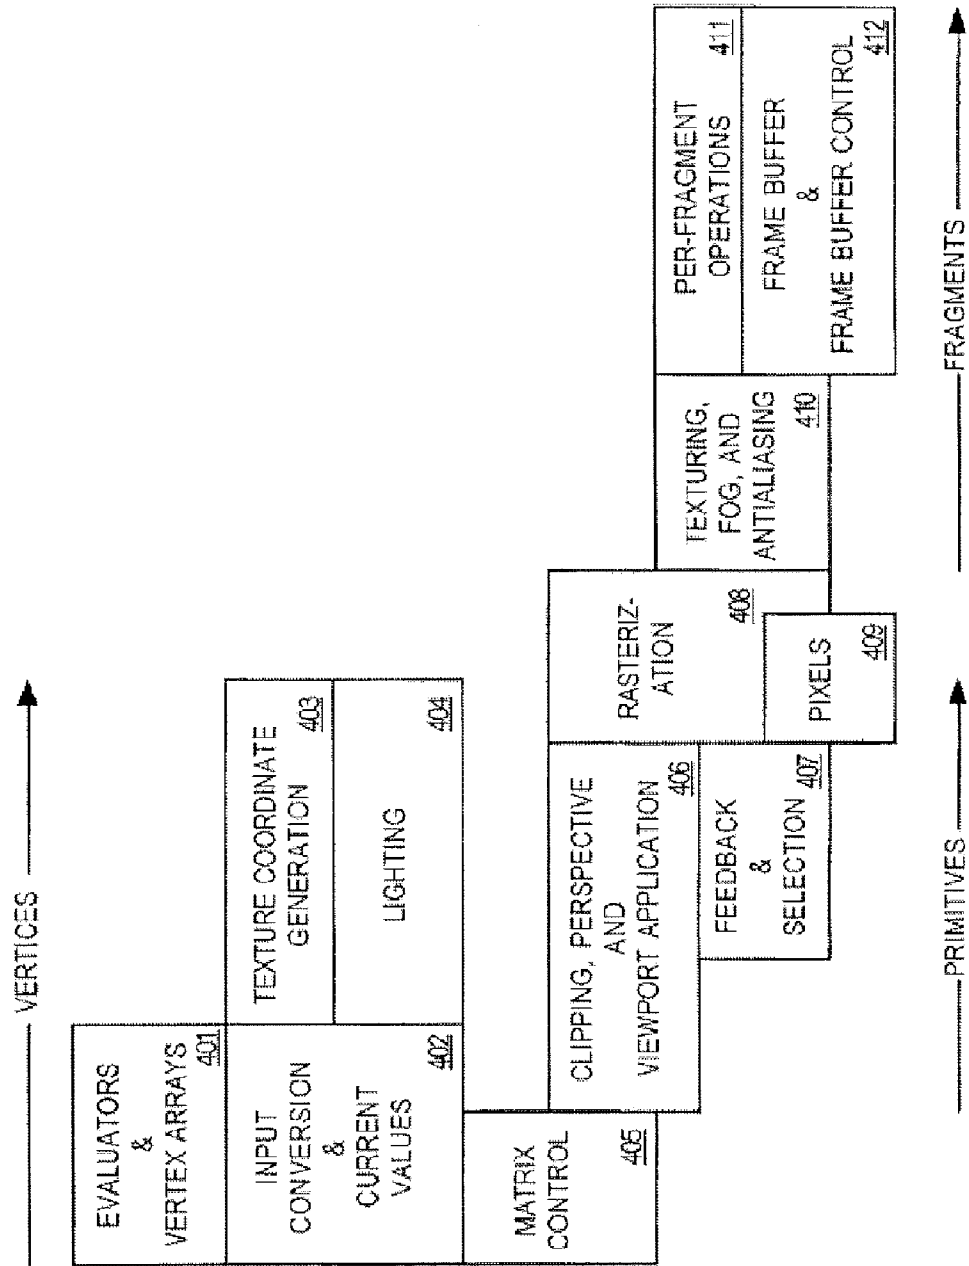 VERTICES
EVALUATORS
&
VERTEX ARRAYS
401
INPUT
CONVERSION
&
CURRENT
VALUES
402
TEXTURE COORDINATE
GENERATION
403
LIGHTING
404
MATRIX
CONTROL
405
CLIPPING, PERSPECTIVE
AND
VIEWPORT APPLICATION
406
FEEDBACK
&
SELECTION
407
RASTERIZ-
ATION
408
PIXELS
409
TEXTURING,
FOG, AND
ANTIALIASING
410
PER-FRAGMENT
OPERATIONS
411
FRAME BUFFER
&
FRAME BUFFER CONTROL
412
PRIMITIVES
FRAGMENTS